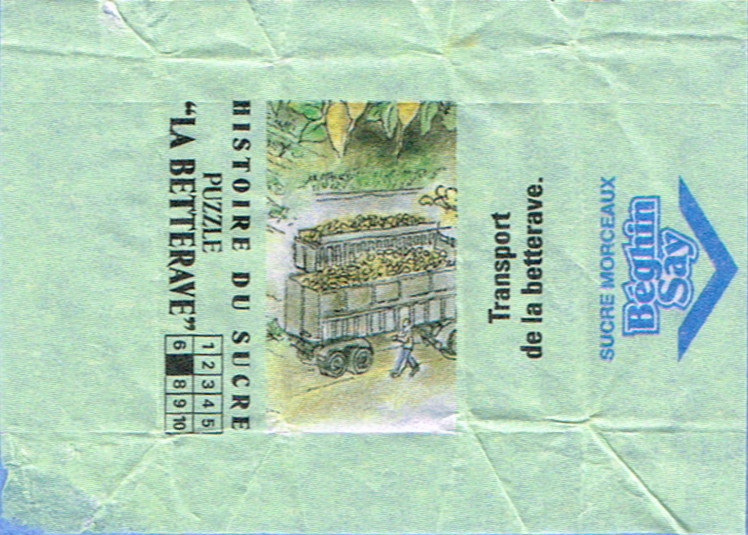 HISTOIRE DU SUCRE
PUZZLE
"LA BETTERAVE"
1 2 3 4 5
6 8 9 10
Transport
de la betterave.
SUCRE MORCEAUX
Béghin
Say